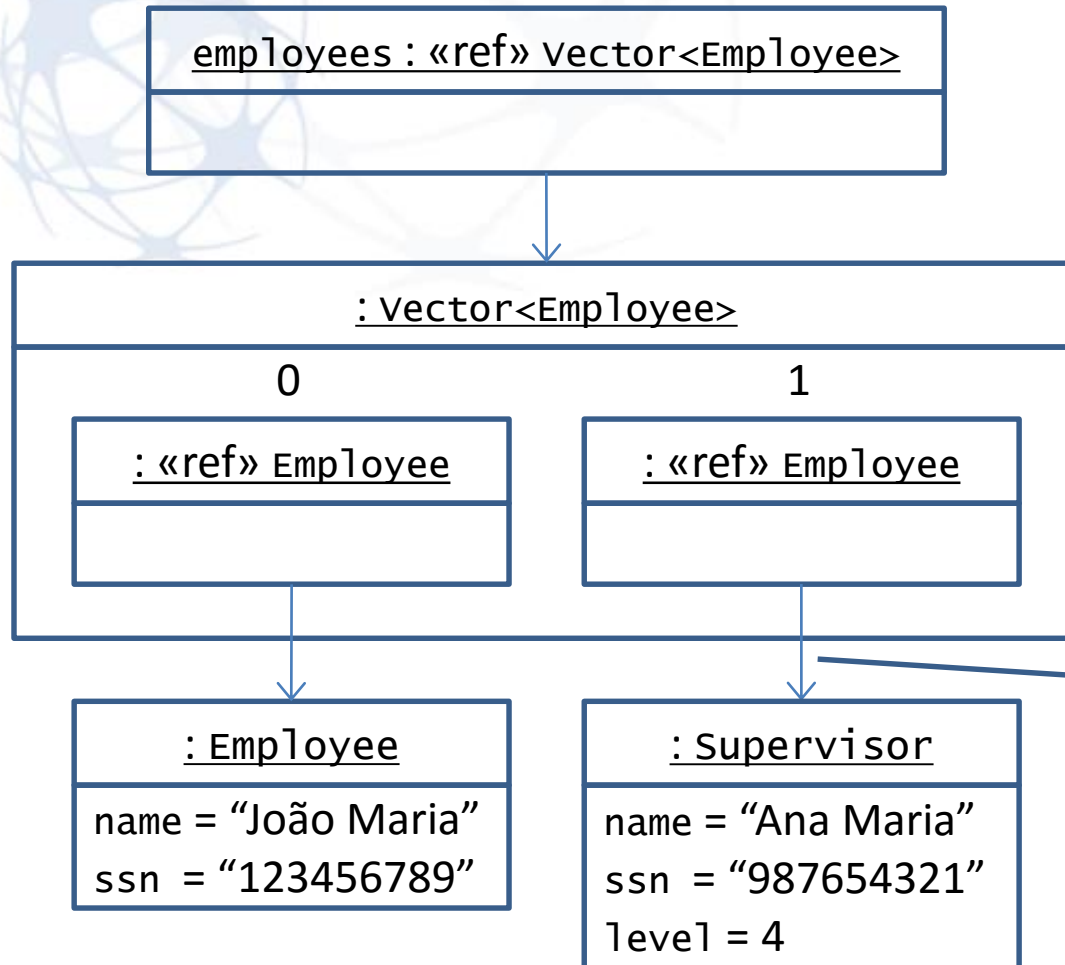 employees : «ref» Vector<Employee>
: Vector<Employee>
0 1
: «ref» Employee : «ref» Employee
: Employee
name = “João Maria”
ssn = “123456789”
: Supervisor
name = “Ana Maria”
ssn = “987654321”
level = 4